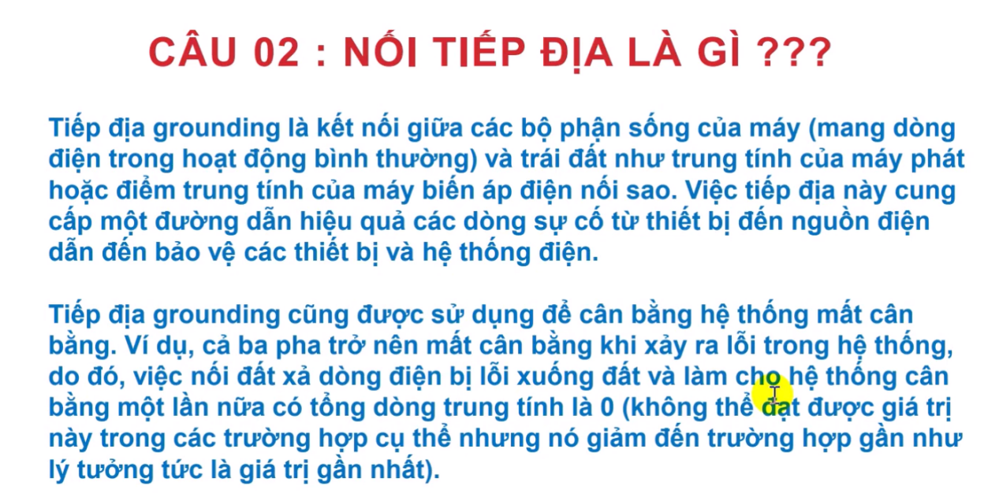 CÂU 02 : NỐI TIẾP ĐỊA LÀ GÌ ???
Tiếp địa grounding là kết nối giữa các bộ phận sống của máy (mang dòng
điện trong hoạt động bình thường) và trái đất như trung tính của máy phát
hoặc điểm trung tính của máy biến áp điện nối sao. Việc tiếp địa này cung
cấp một đường dẫn hiệu quả các dòng sự cố từ thiết bị đến nguồn điện
dẫn đến bảo vệ các thiết bị và hệ thống điện.
Tiếp địa grounding cũng được sử dụng để cân bằng hệ thống mất cân
bằng. Ví dụ, cả ba pha trở nên mất cân bằng khi xảy ra lỗi trong hệ thống,
do đó, việc nối đất xả dòng điện bị lỗi xuống đất và làm cho hệ thống cân
bằng một lần nữa có tổng dòng trung tính là 0 (không thể đạt được giá trị
này trong các trường hợp cụ thể nhưng nó giảm đến trường hợp gần như
lý tưởng tức là giá trị gần nhất).